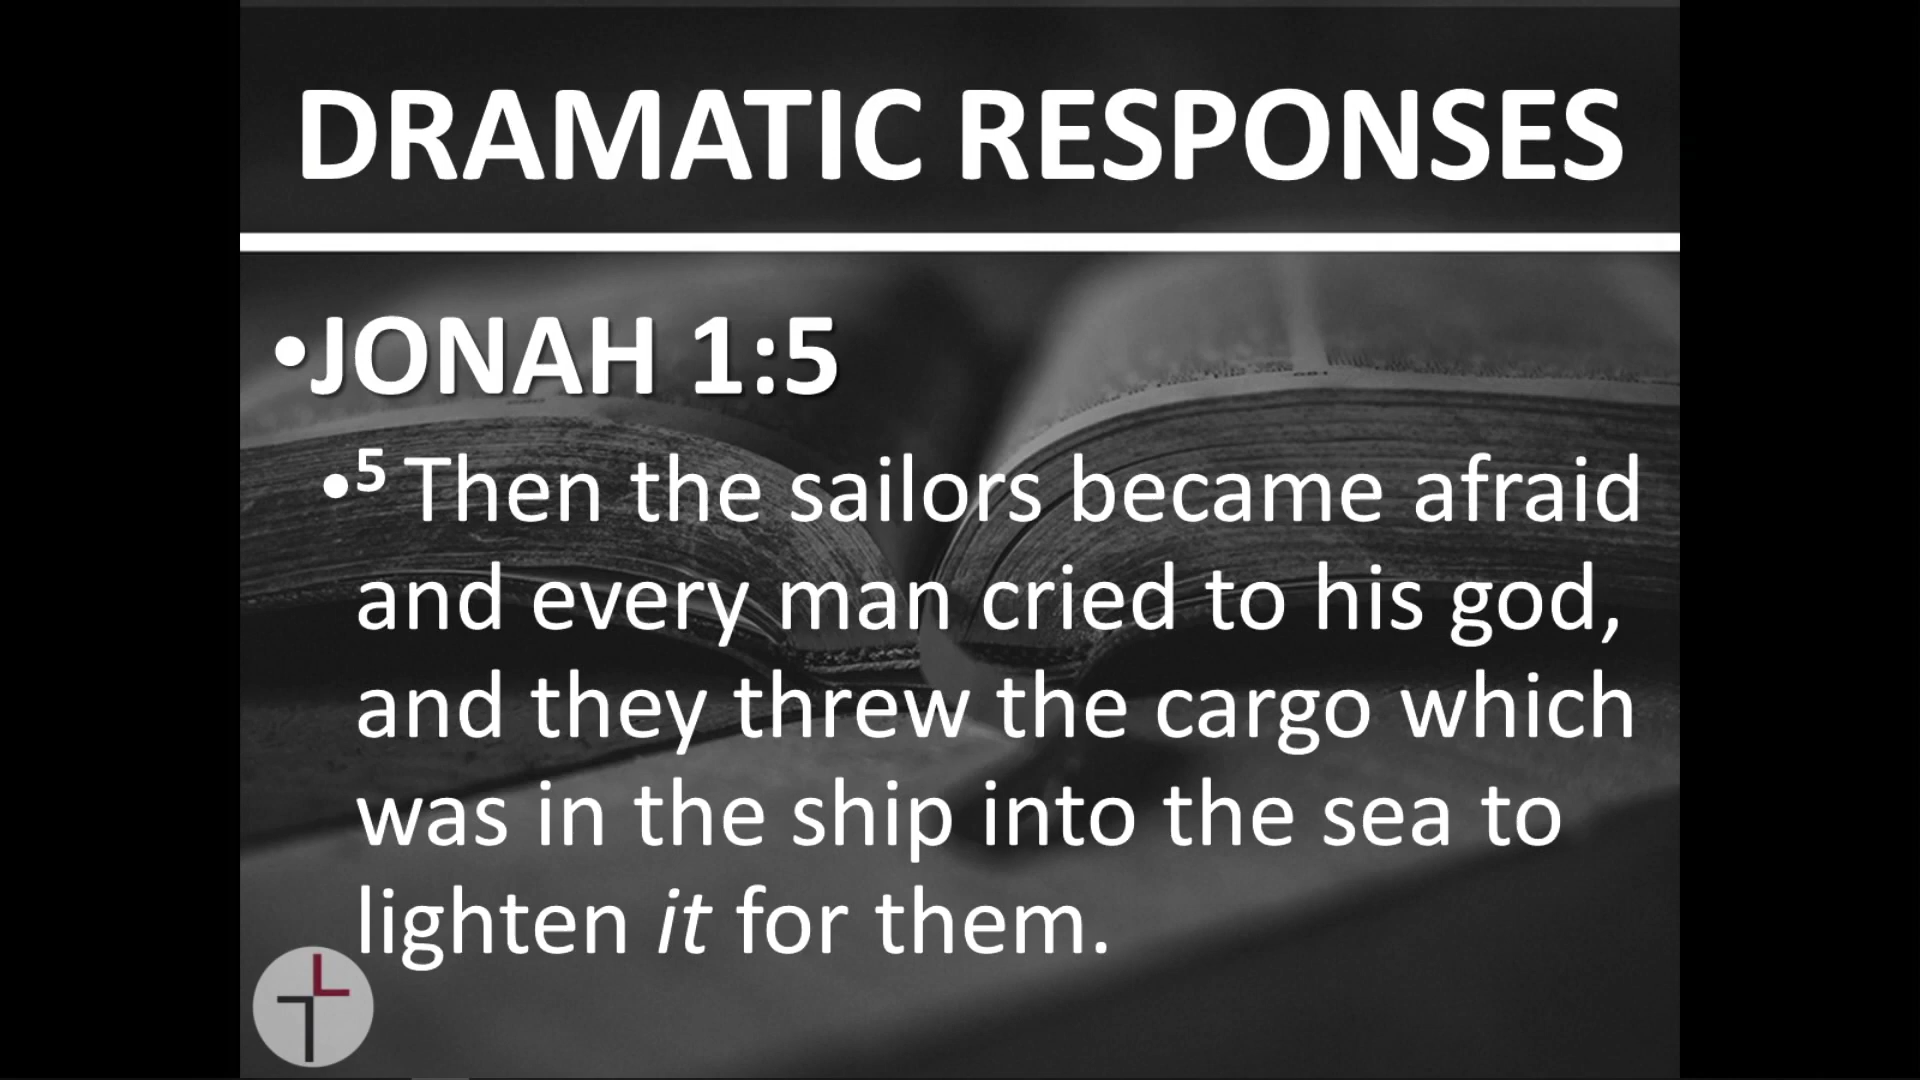 DRAMATIC RESPONSES
•JONAH 1:5
•5 Then the sailors became afraid
and every man cried to his god,
and they threw the cargo which
was in the ship into the sea to
lighten it for them.